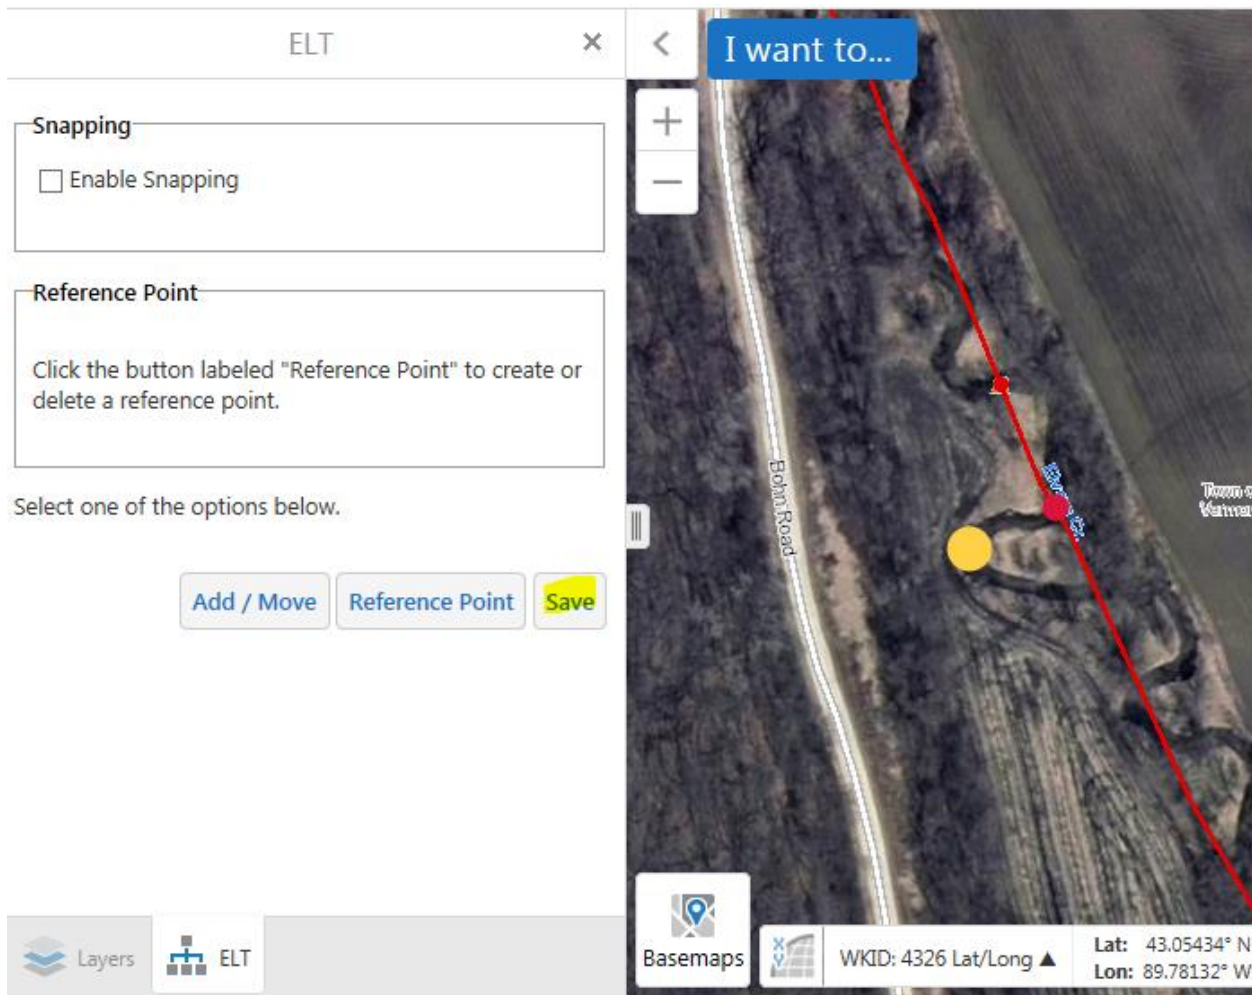 ELT
I want to...
Snapping
Enable Snapping
Reference Point
Click the button labeled "Reference Point" to create or
delete a reference point.
Select one of the options below.
Add / Move
Reference Point
Save
Bohn Road
Town
Layers
ELT
Basemaps
WKID: 4326 Lat/Long ▲
Lat: 43.05434° N
Lon: 89.78132° W